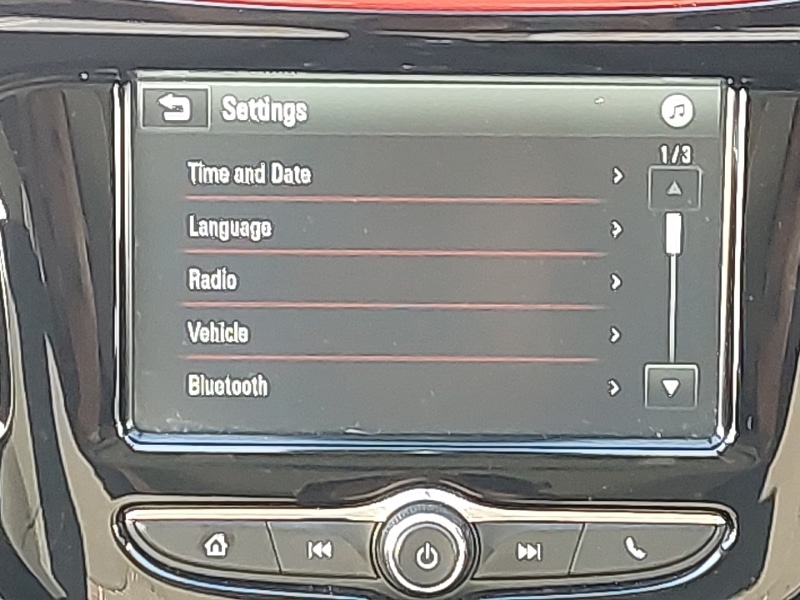 Settings
1/3
Time and Date
Language
Radio
Vehicle
Bluetooth